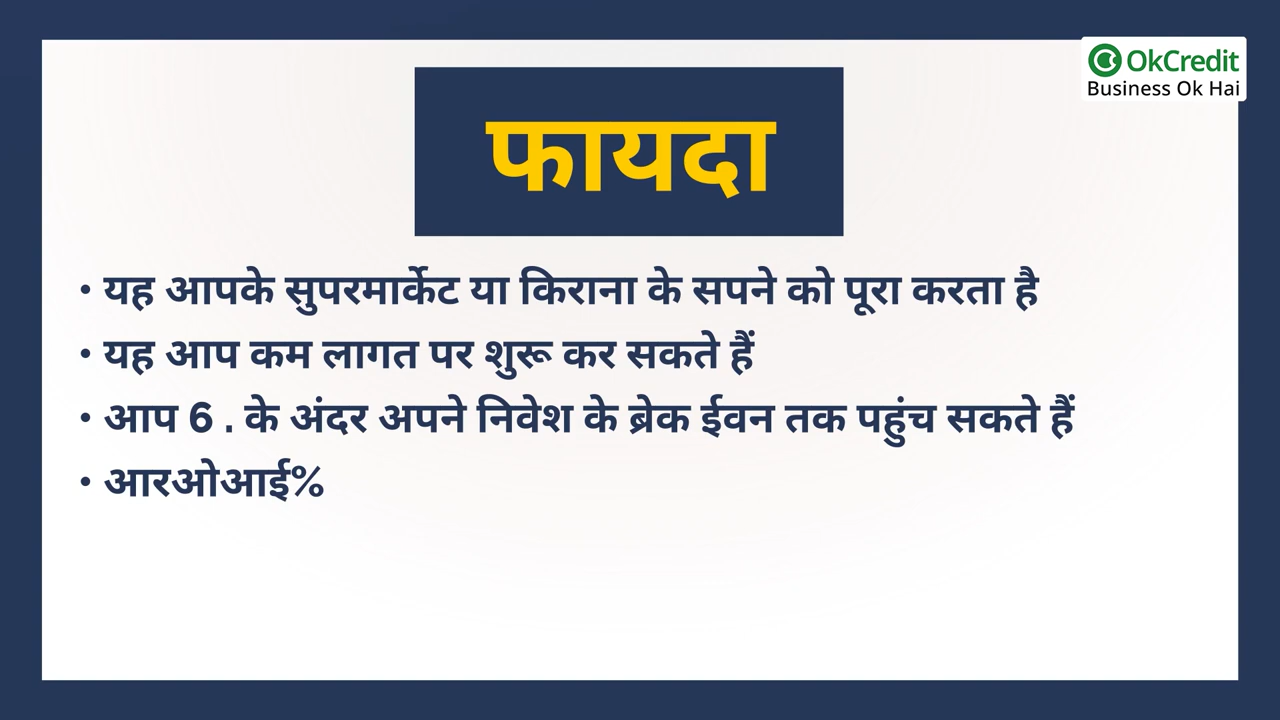 OkCredit
Business Ok Hai
फायदा
• यह आपके सुपरमार्केट या किराना के सपने को पूरा करता है
• यह आप कम लागत पर शुरू कर सकते हैं
• आप 6 . के अंदर अपने निवेश के ब्रेक ईवन तक पहुंच सकते हैं
• आरओआई%